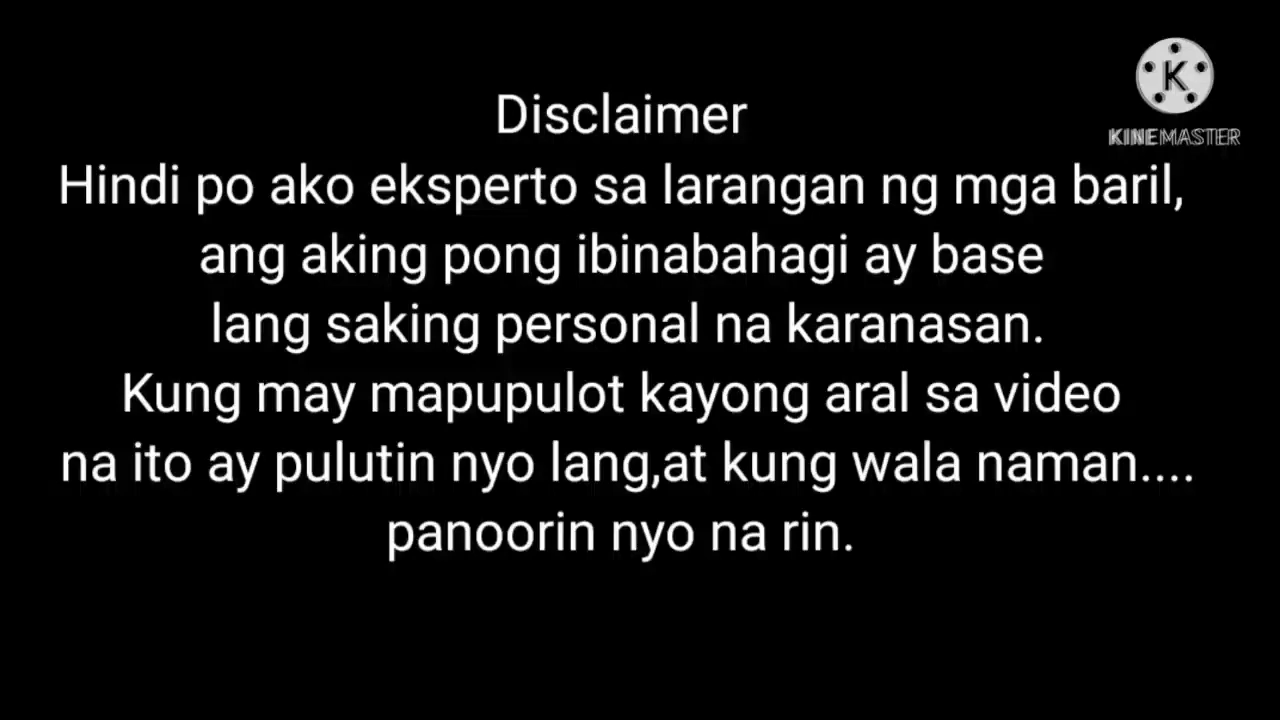 Disclaimer
Hindi po ako eksperto sa larangan ng mga baril,
ang aking pong ibinabahagi ay base
lang saking personal na karanasan.
Kung may mapupulot kayong aral sa video
na ito ay pulutin nyo lang,at kung wala naman....
panoorin nyo na rin.
K
KINEMASTER